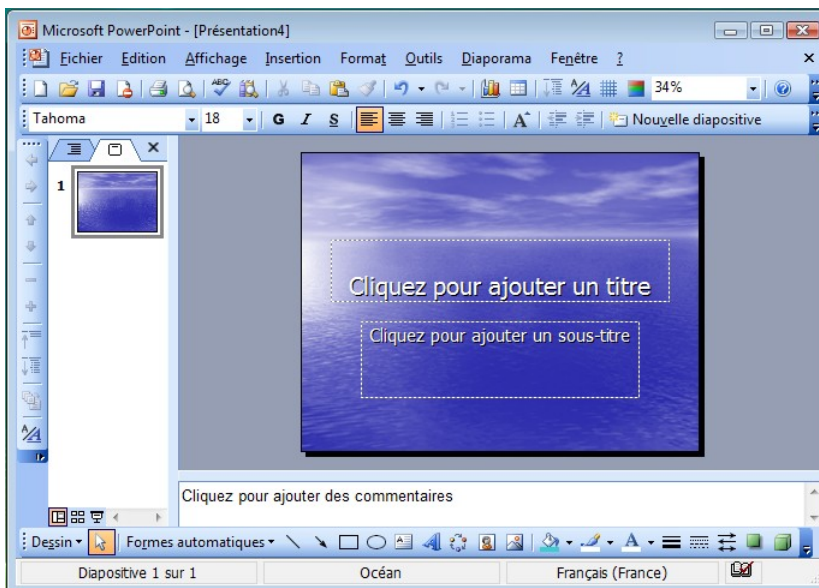 Microsoft PowerPoint - [Présentation4]
Fichier Edition Affichage Insertion Format Outils Diaporama Fenêtre ?
ABC 34%
Tahoma 18 G I S A Nouvelle diapositive
1
Cliquez pour ajouter un titre
Cliquez pour ajouter un sous-titre
Cliquez pour ajouter des commentaires
Dessin Formes automatiques A A
Diapositive 1 sur 1 Océan Français (France)